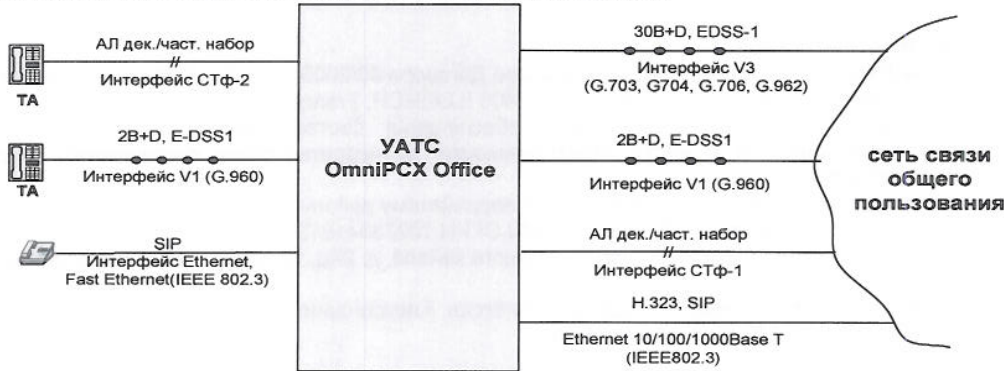 АЛ дек./част. набор
//
Интерфейс СТф-2
ТА
2B+D, E-DSS1
Интерфейс V1 (G.960)
ТА
SIP
Интерфейс Ethernet,
Fast Ethernet(IEEE 802.3)
УАТС
OmniPCX Office
30B+D, EDSS-1
Интерфейс V3
(G.703, G704, G.706, G.962)
2B+D, E-DSS1
Интерфейс V1 (G.960)
АЛ дек./част. набор
//
Интерфейс СТф-1
H.323, SIP
Ethernet 10/100/1000Base T
(IEEE802.3)
сеть связи
общего
пользования